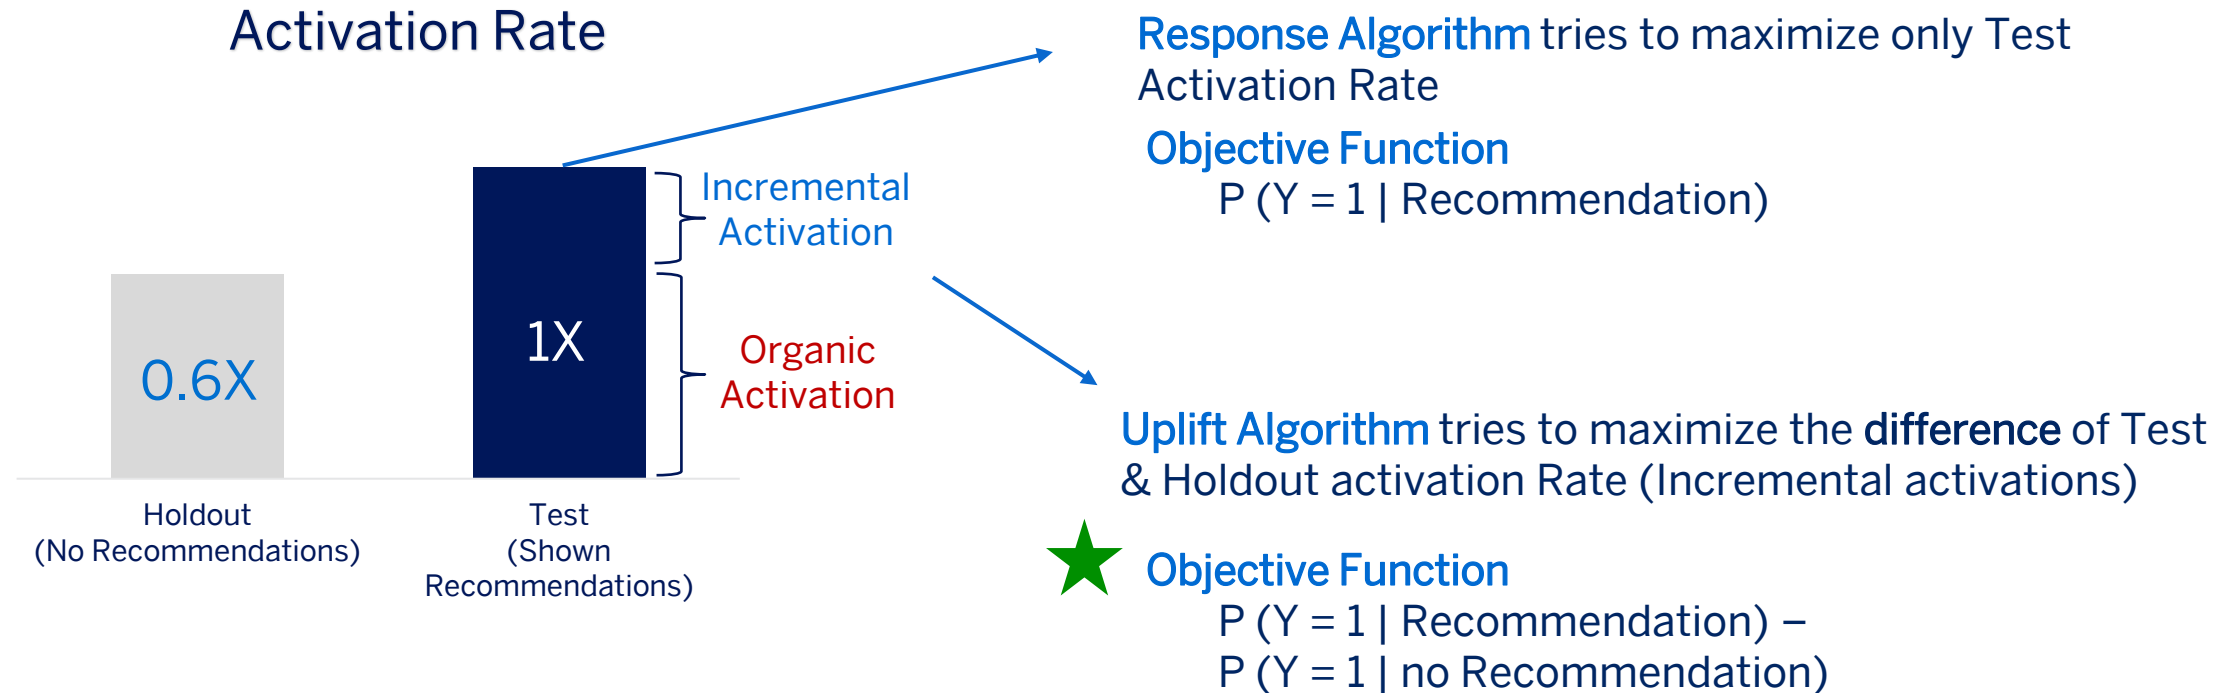 Activation Rate
0.6X
1X
Incremental
Activation
Organic
Activation
Holdout
(No Recommendations)
Test
(Shown
Recommendations)
Response Algorithm tries to maximize only Test
Activation Rate
Objective Function
P (Y = 1 | Recommendation)
Uplift Algorithm tries to maximize the difference of Test
& Holdout activation Rate (Incremental activations)
Objective Function
P (Y = 1 | Recommendation) –
P (Y = 1 | no Recommendation)